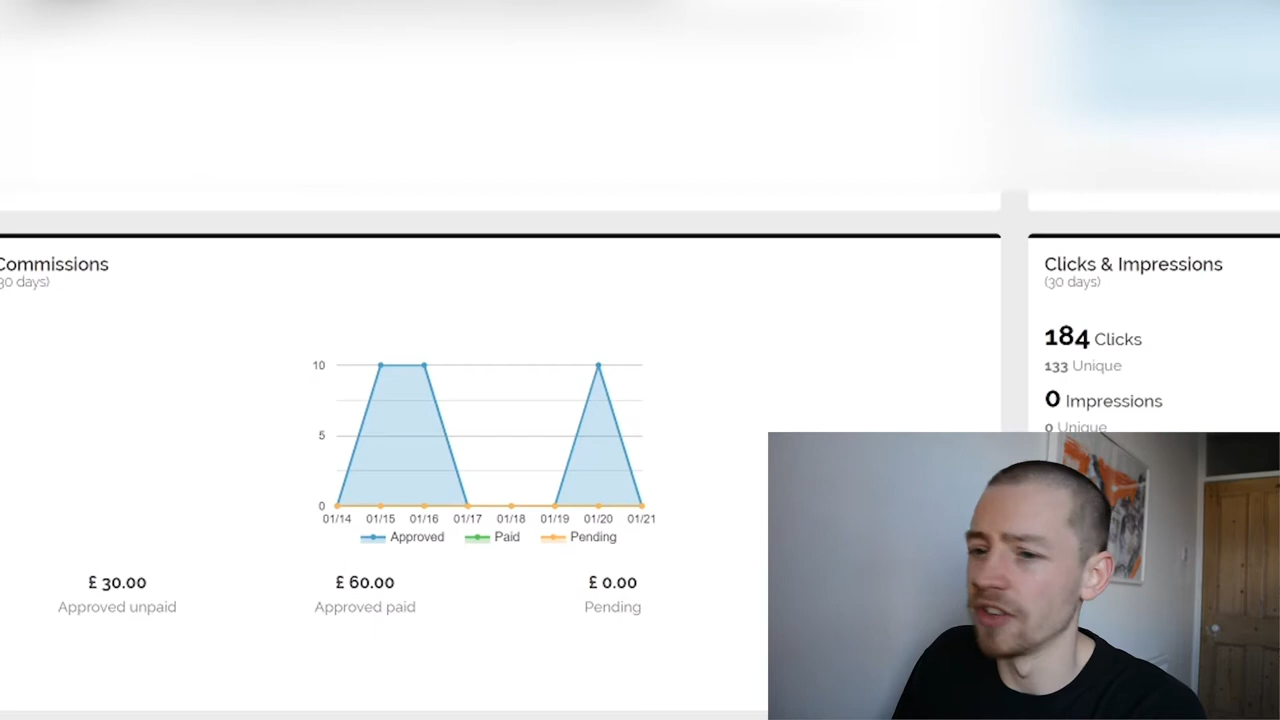 Commissions
30 days)
Clicks & Impressions
(30 days)
184 Clicks
133 Unique
0 Impressions
0 Unique
10
5
0
01/14 01/15 01/16 01/17 01/18 01/19 01/20 01/21
Approved Paid Pending
£ 30.00
Approved unpaid
£ 60.00
Approved paid
£ 0.00
Pending